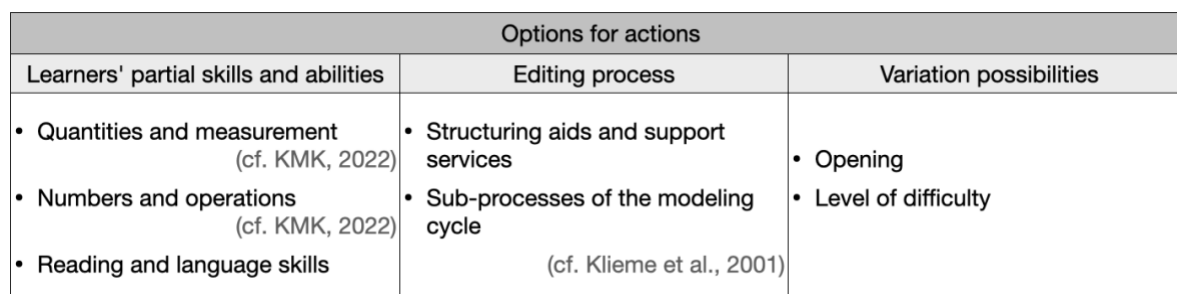 Options for actions
Learners' partial skills and abilities
Editing process
Variation possibilities
• Quantities and measurement
(cf. KMK, 2022)
• Numbers and operations
(cf. KMK, 2022)
• Reading and language skills
• Structuring aids and support
services
• Sub-processes of the modeling
cycle
(cf. Klieme et al., 2001)
• Opening
• Level of difficulty